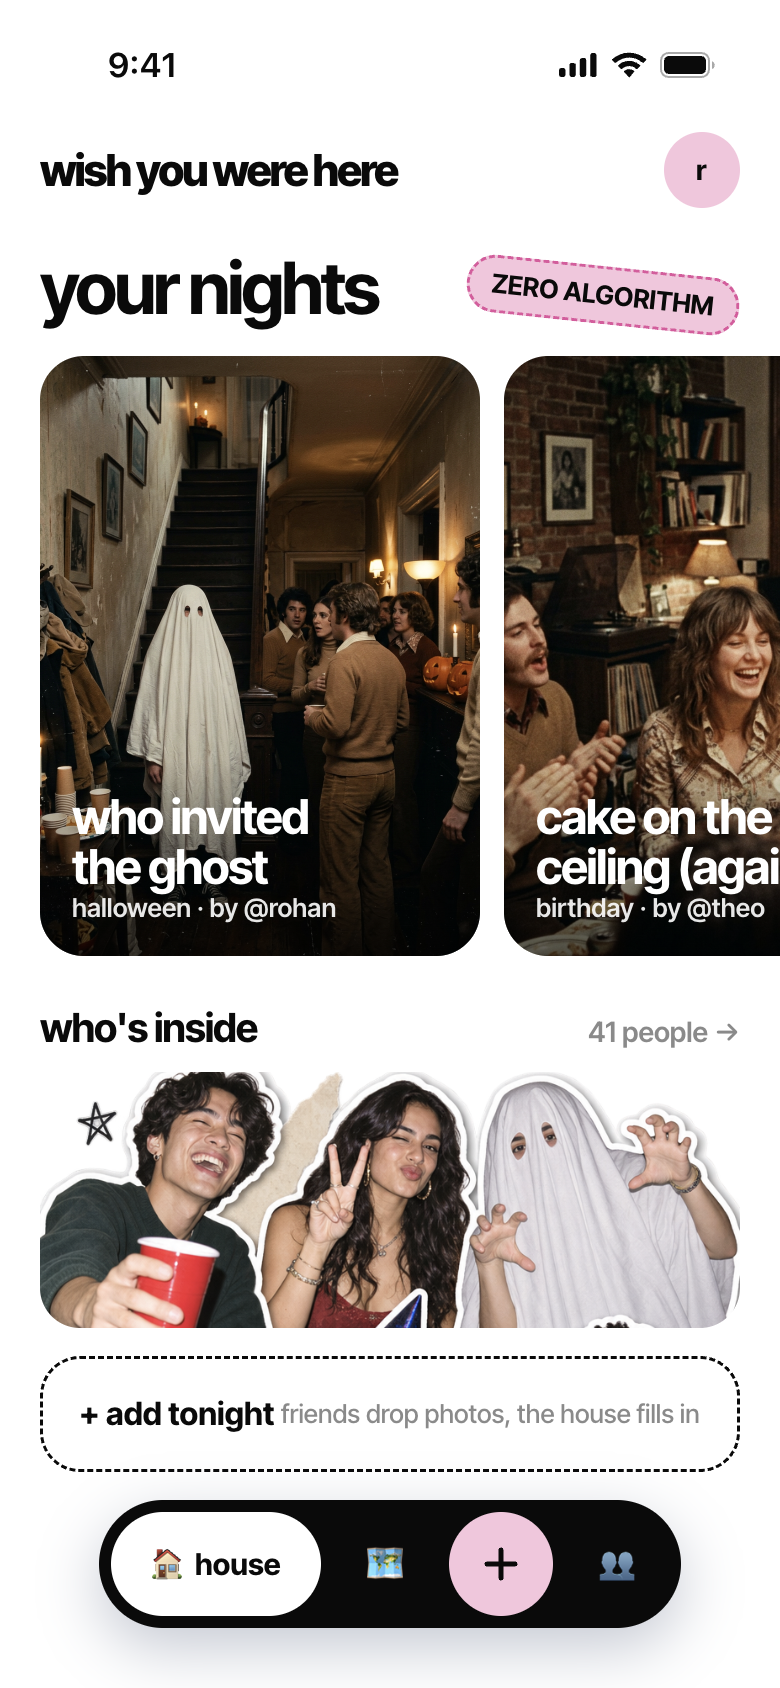 9:41
wish you were here
r
your nights
ZERO ALGORITHM
who invited
the ghost
halloween · by @rohan
cake on the
ceiling (agai
birthday · by @theo
who's inside
41 people →
+ add tonight friends drop photos, the house fills in
house